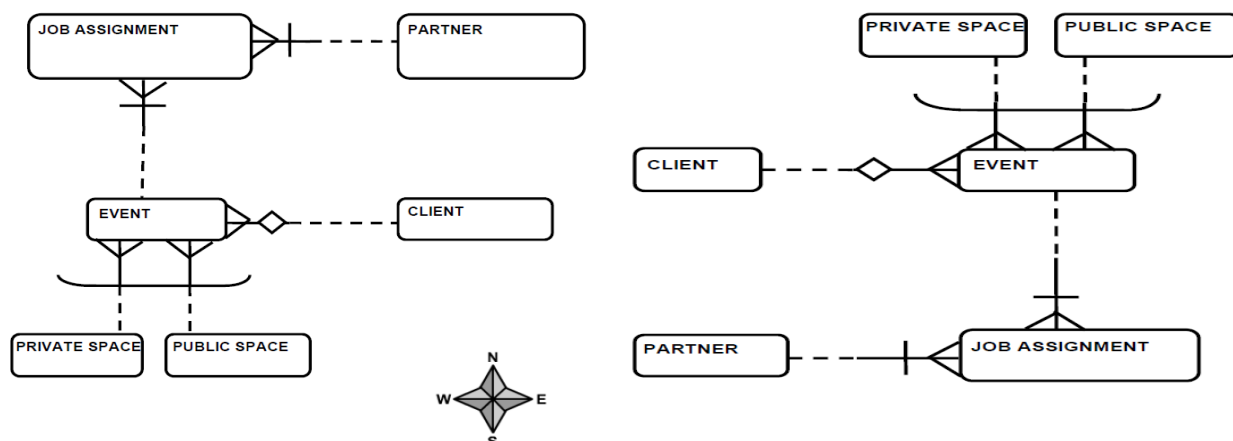 JOB ASSIGNMENT
PARTNER
EVENT
CLIENT
PRIVATE SPACE
PUBLIC SPACE
N
W
E
S
PRIVATE SPACE
PUBLIC SPACE
CLIENT
EVENT
PARTNER
JOB ASSIGNMENT